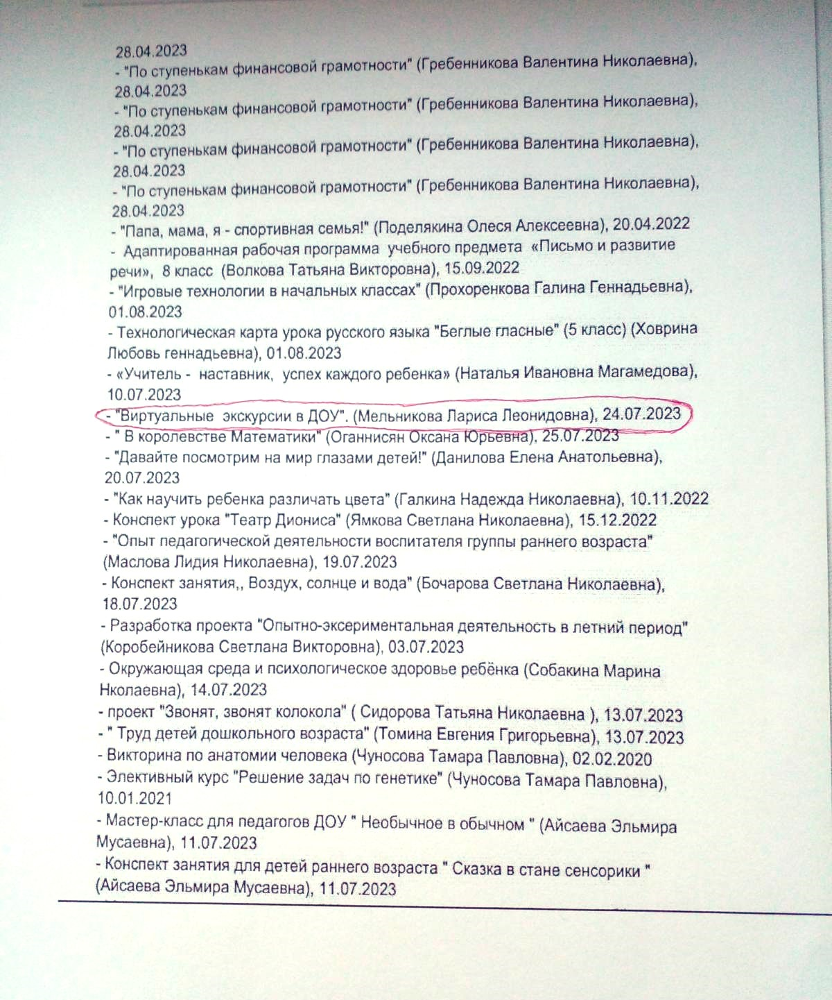 28.04.2023
- "По ступенькам финансовой грамотности" (Гребенникова Валентина Николаевна),
28.04.2023
- "По ступенькам финансовой грамотности" (Гребенникова Валентина Николаевна),
28.04.2023
- "По ступенькам финансовой грамотности" (Гребенникова Валентина Николаевна),
28.04.2023
- "По ступенькам финансовой грамотности" (Гребенникова Валентина Николаевна),
28.04.2023
- "Папа, мама, я - спортивная семья!" (Поделякина Олеся Алексеевна), 20.04.2022
- Адаптированная рабочая программа учебного предмета «Письмо и развитие
речи», 8 класс (Волкова Татьяна Викторовна), 15.09.2022
- "Игровые технологии в начальных классах" (Прохоренкова Галина Геннадьевна),
01.08.2023
- Технологическая карта урока русского языка "Беглые гласные" (5 класс) (Ховрина
Любовь геннадьевна), 01.08.2023
- «Учитель - наставник, успех каждого ребенка» (Наталья Ивановна Магамедова),
10.07.2023
- "Виртуальные экскурсии в ДОУ". (Мельникова Лариса Леонидовна), 24.07.2023
- " В королевстве Математики" (Оганнисян Оксана Юрьевна), 25.07.2023
- "Давайте посмотрим на мир глазами детей!" (Данилова Елена Анатольевна),
20.07.2023
- "Как научить ребенка различать цвета" (Галкина Надежда Николаевна), 10.11.2022
- Конспект урока "Театр Диониса" (Ямкова Светлана Николаевна), 15.12.2022
- "Опыт педагогической деятельности воспитателя группы раннего возраста"
(Маслова Лидия Николаевна), 19.07.2023
- Конспект занятия,, Воздух, солнце и вода" (Бочарова Светлана Николаевна),
18.07.2023
- Разработка проекта "Опытно-эксериментальная деятельность в летний период"
(Коробейникова Светлана Викторовна), 03.07.2023
- Окружающая среда и психологическое здоровье ребёнка (Собакина Марина
Нколаевна), 14.07.2023
- проект "Звонят, звонят колокола" ( Сидорова Татьяна Николаевна ), 13.07.2023
- " Труд детей дошкольного возраста" (Томина Евгения Григорьевна), 13.07.2023
- Викторина по анатомии человека (Чуносова Тамара Павловна), 02.02.2020
- Элективный курс "Решение задач по генетике" (Чуносова Тамара Павловна),
10.01.2021
- Мастер-класс для педагогов ДОУ " Необычное в обычном " (Айсаева Эльмира
Мусаевна), 11.07.2023
- Конспект занятия для детей раннего возраста " Сказка в стане сенсорики "
(Айсаева Эльмира Мусаевна), 11.07.2023